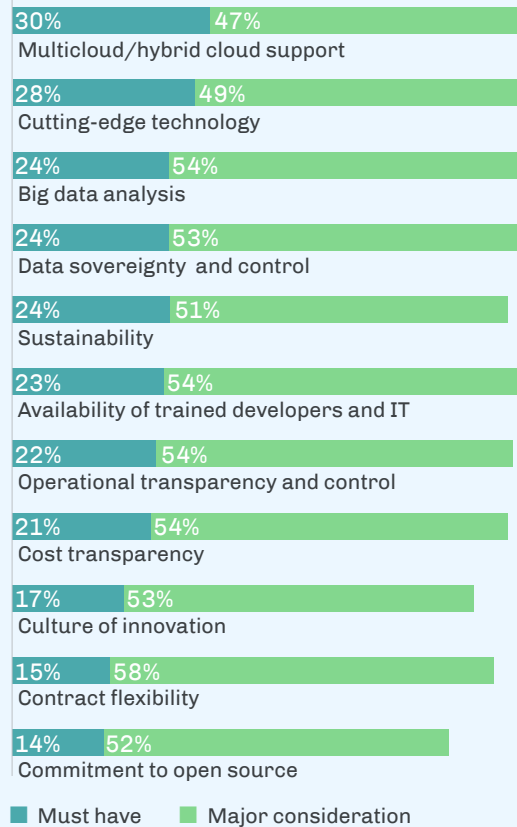 30% 47%
Multicloud/hybrid cloud support
28% 49%
Cutting-edge technology
24% 54%
Big data analysis
24% 53%
Data sovereignty and control
24% 51%
Sustainability
23% 54%
Availability of trained developers and IT
22% 54%
Operational transparency and control
21% 54%
Cost transparency
17% 53%
Culture of innovation
15% 58%
Contract flexibility
14% 52%
Commitment to open source
Must have Major consideration